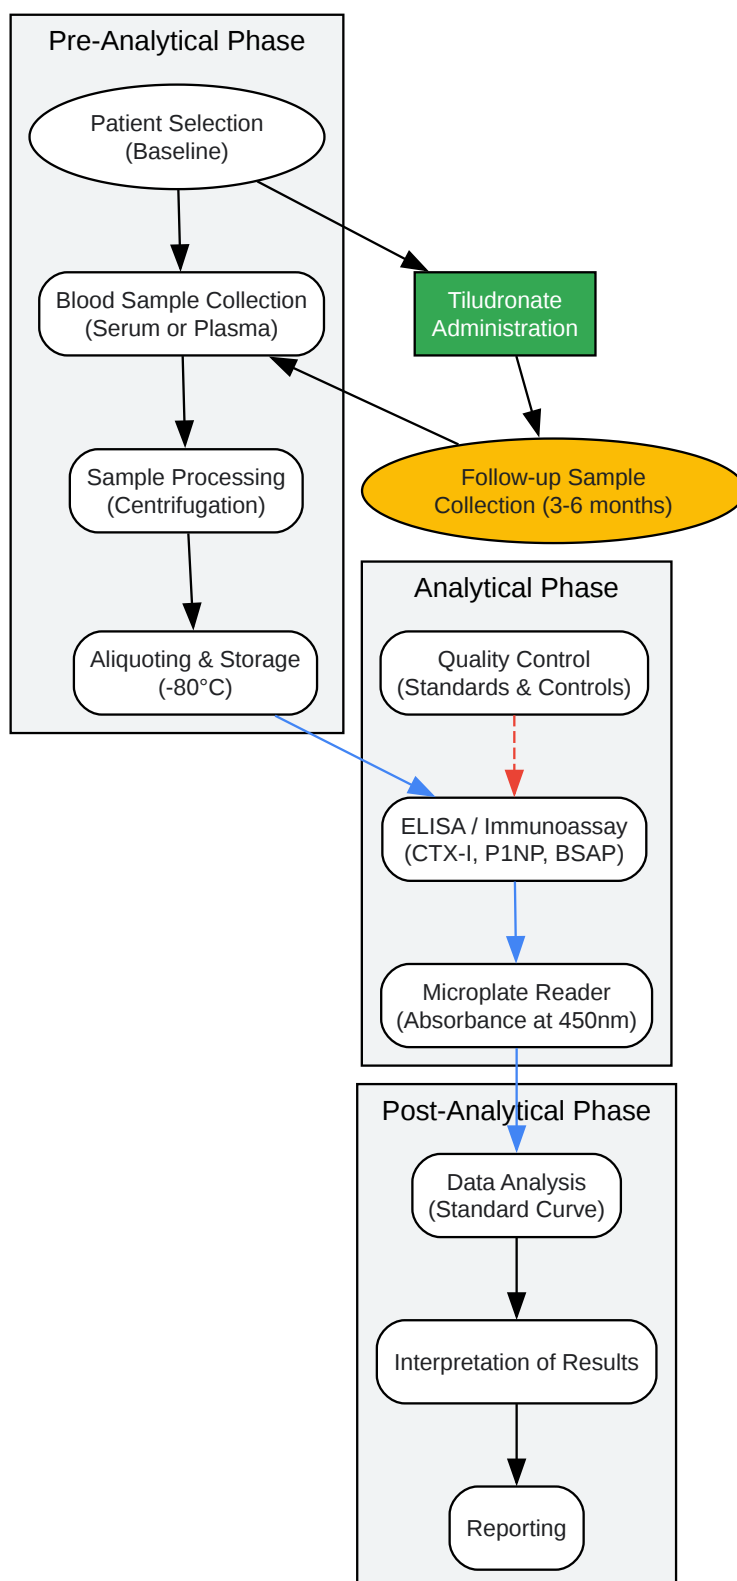 Pre-Analytical Phase
Patient Selection
(Baseline)
Blood Sample Collection
(Serum or Plasma)
Tiludronate
Administration
Sample Processing
(Centrifugation)
Follow-up Sample
Collection (3-6 months)
Analytical Phase
Aliquoting & Storage
(-80°C)
Quality Control
(Standards & Controls)
ELISA / Immunoassay
(CTX-I, P1NP, BSAP)
Microplate Reader
(Absorbance at 450nm)
Post-Analytical Phase
Data Analysis
(Standard Curve)
Interpretation of Results
Reporting